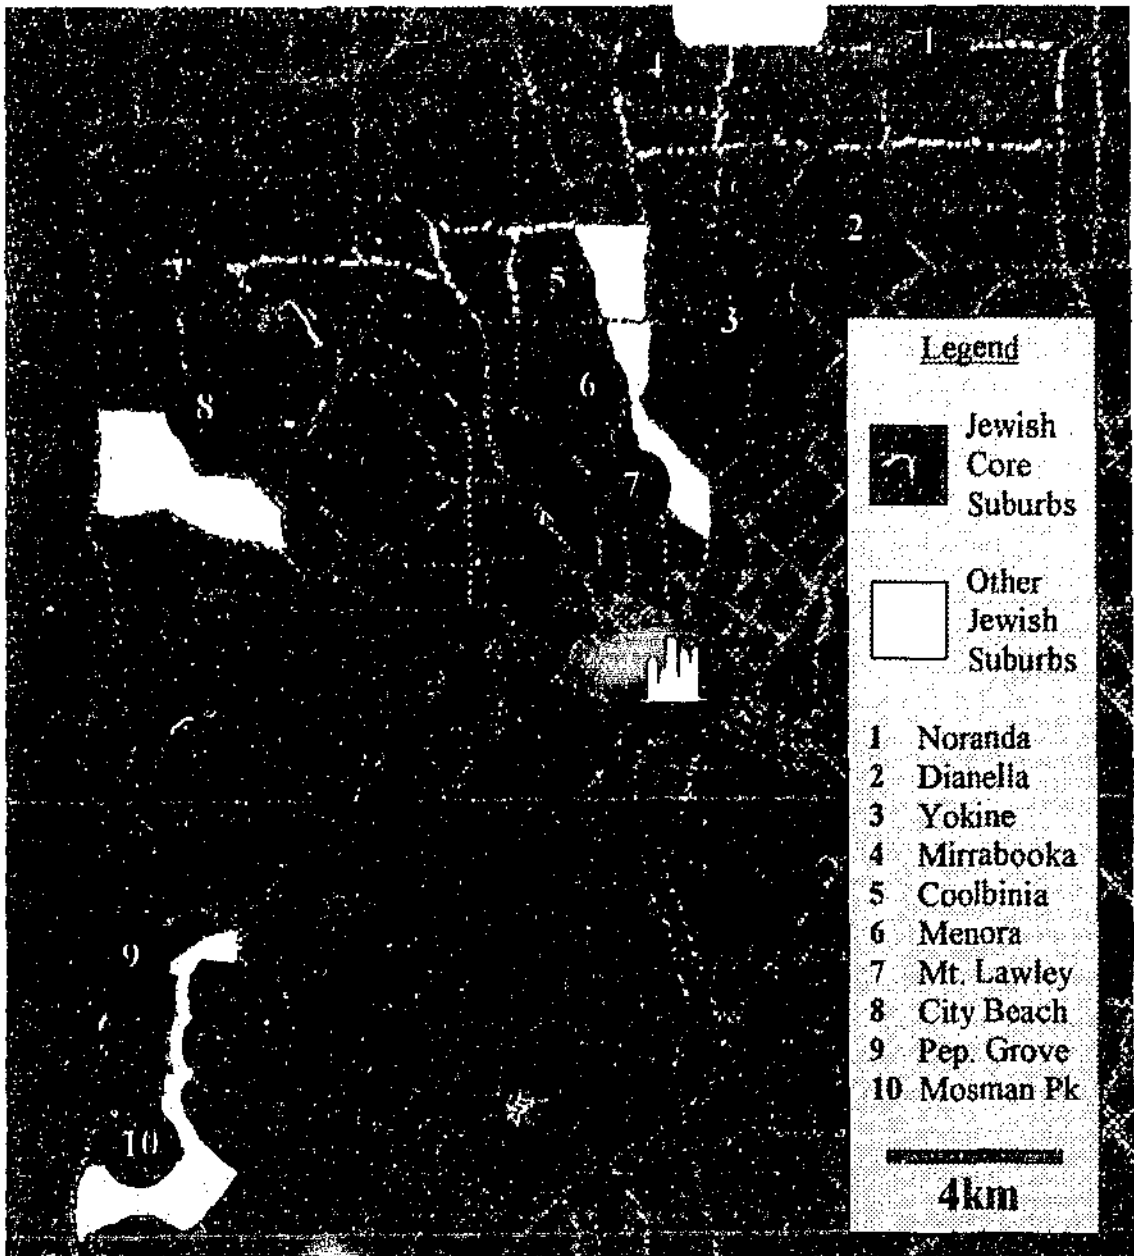 1
4
2
5
3
6
8
7
9
10
Legend
Jewish
Core
Suburbs
Other
Jewish
Suburbs
1 Noranda
2 Dianella
3 Yokine
4 Mirrabooka
5 Coolbinia
6 Menora
7 Mt. Lawley
8 City Beach
9 Pep. Grove
10 Mosman Pk
4km